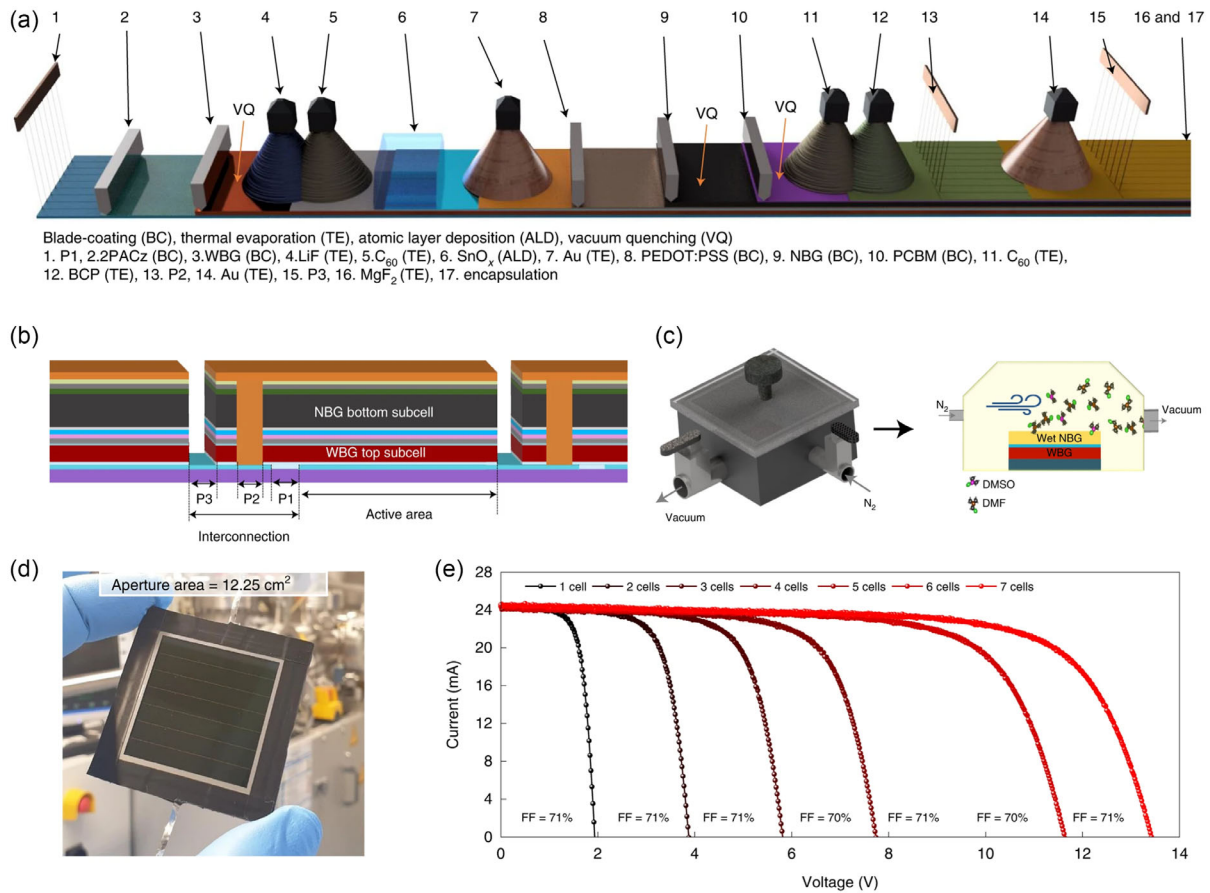 (a)
1 2 3 4 5 6 7 8 9 10 11 12 13 14 15 16 and 17
VQ VQ VQ
Blade-coating (BC), thermal evaporation (TE), atomic layer deposition (ALD), vacuum quenching (VQ)
1. P1, 2.2PACz (BC), 3.WBG (BC), 4.LiF (TE), 5.C60 (TE), 6. SnOx (ALD), 7. Au (TE), 8. PEDOT:PSS (BC), 9. NBG (BC), 10. PCBM (BC), 11. C60 (TE),
12. BCP (TE), 13. P2, 14. Au (TE), 15. P3, 16. MgF2 (TE), 17. encapsulation
(b)
NBG bottom subcell
WBG top subcell
P3 P2 P1
Active area
Interconnection
(c)
Vacuum
N2
N2
Vacuum
Wet NBG
WBG
DMSO
DMF
(d)
Aperture area = 12.25 cm2
(e)
1 cell 2 cells 3 cells 4 cells 5 cells 6 cells 7 cells
Current (mA)
28
24
20
16
12
8
4
0
FF = 71% FF = 71% FF = 71% FF = 70% FF = 71% FF = 70% FF = 71%
0 2 4 6 8 10 12 14
Voltage (V)